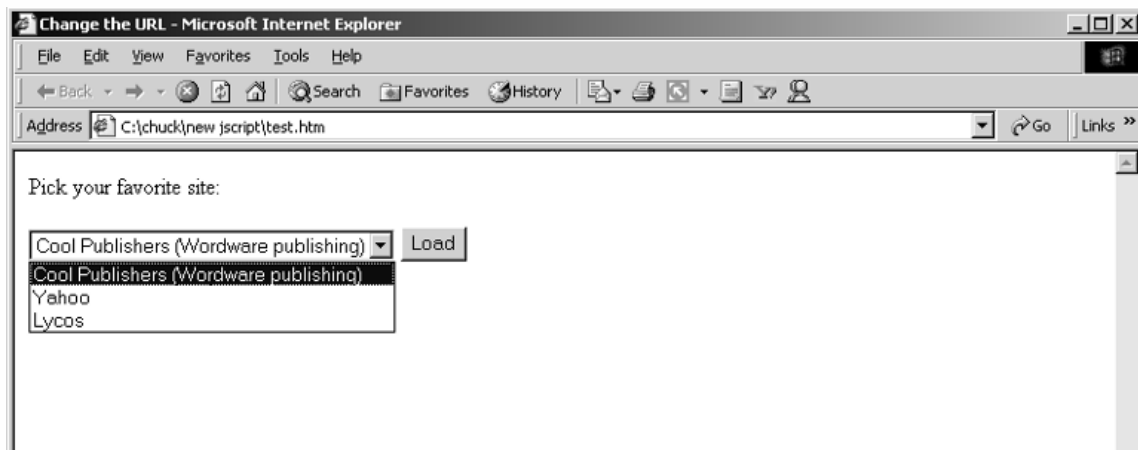 Change the URL - Microsoft Internet Explorer
File Edit View Favorites Tools Help
Back Search Favorites History
Address C:\chuck\new jscript\test.htm Go Links »
Pick your favorite site:
Cool Publishers (Wordware publishing) Load
Cool Publishers (Wordware publishing)
Yahoo
Lycos